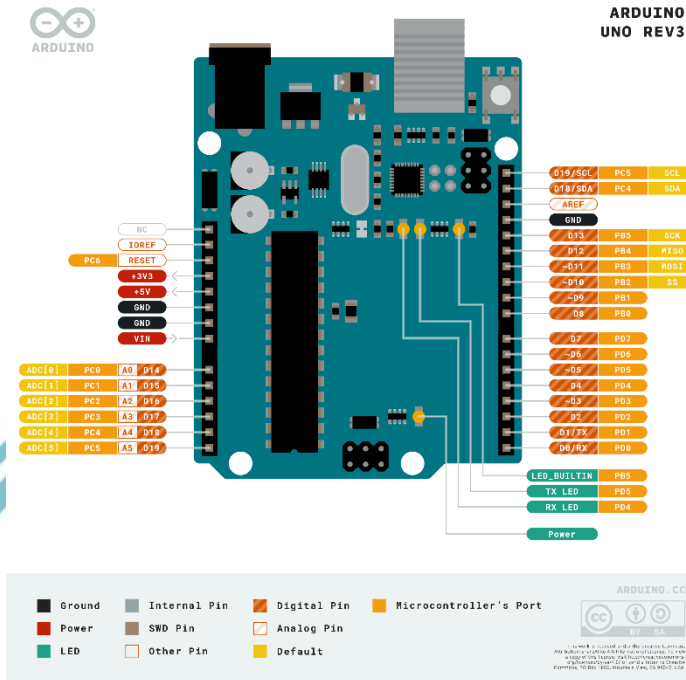 ARDUINO
ARDUINO
UNO REV3
D19/SCL PC5 SCL
D18/SDA PC4 SDA
AREF
GND
D13 PB5 SCK
D12 PB4 MISO
~D11 PB3 MOSI
~D10 PB2 SS
~D9 PB1
D8 PB0
D7 PD7
~D6 PD6
~D5 PD5
D4 PD4
~D3 PD3
D2 PD2
D1/TX PD1
D0/RX PD0
NC
IOREF
PC6 RESET
+3V3
+5V
GND
GND
VIN
ADC[0] PC0 A0 D14
ADC[1] PC1 A1 D15
ADC[2] PC2 A2 D16
ADC[3] PC3 A3 D17
ADC[4] PC4 A4 D18
ADC[5] PC5 A5 D19
LED_BUILTIN PB5
TX LED PD5
RX LED PD4
Power
Ground Internal Pin Digital Pin Microcontroller's Port
Power SWD Pin Analog Pin
LED Other Pin Default
ARDUINO.CC
CC
BY SA